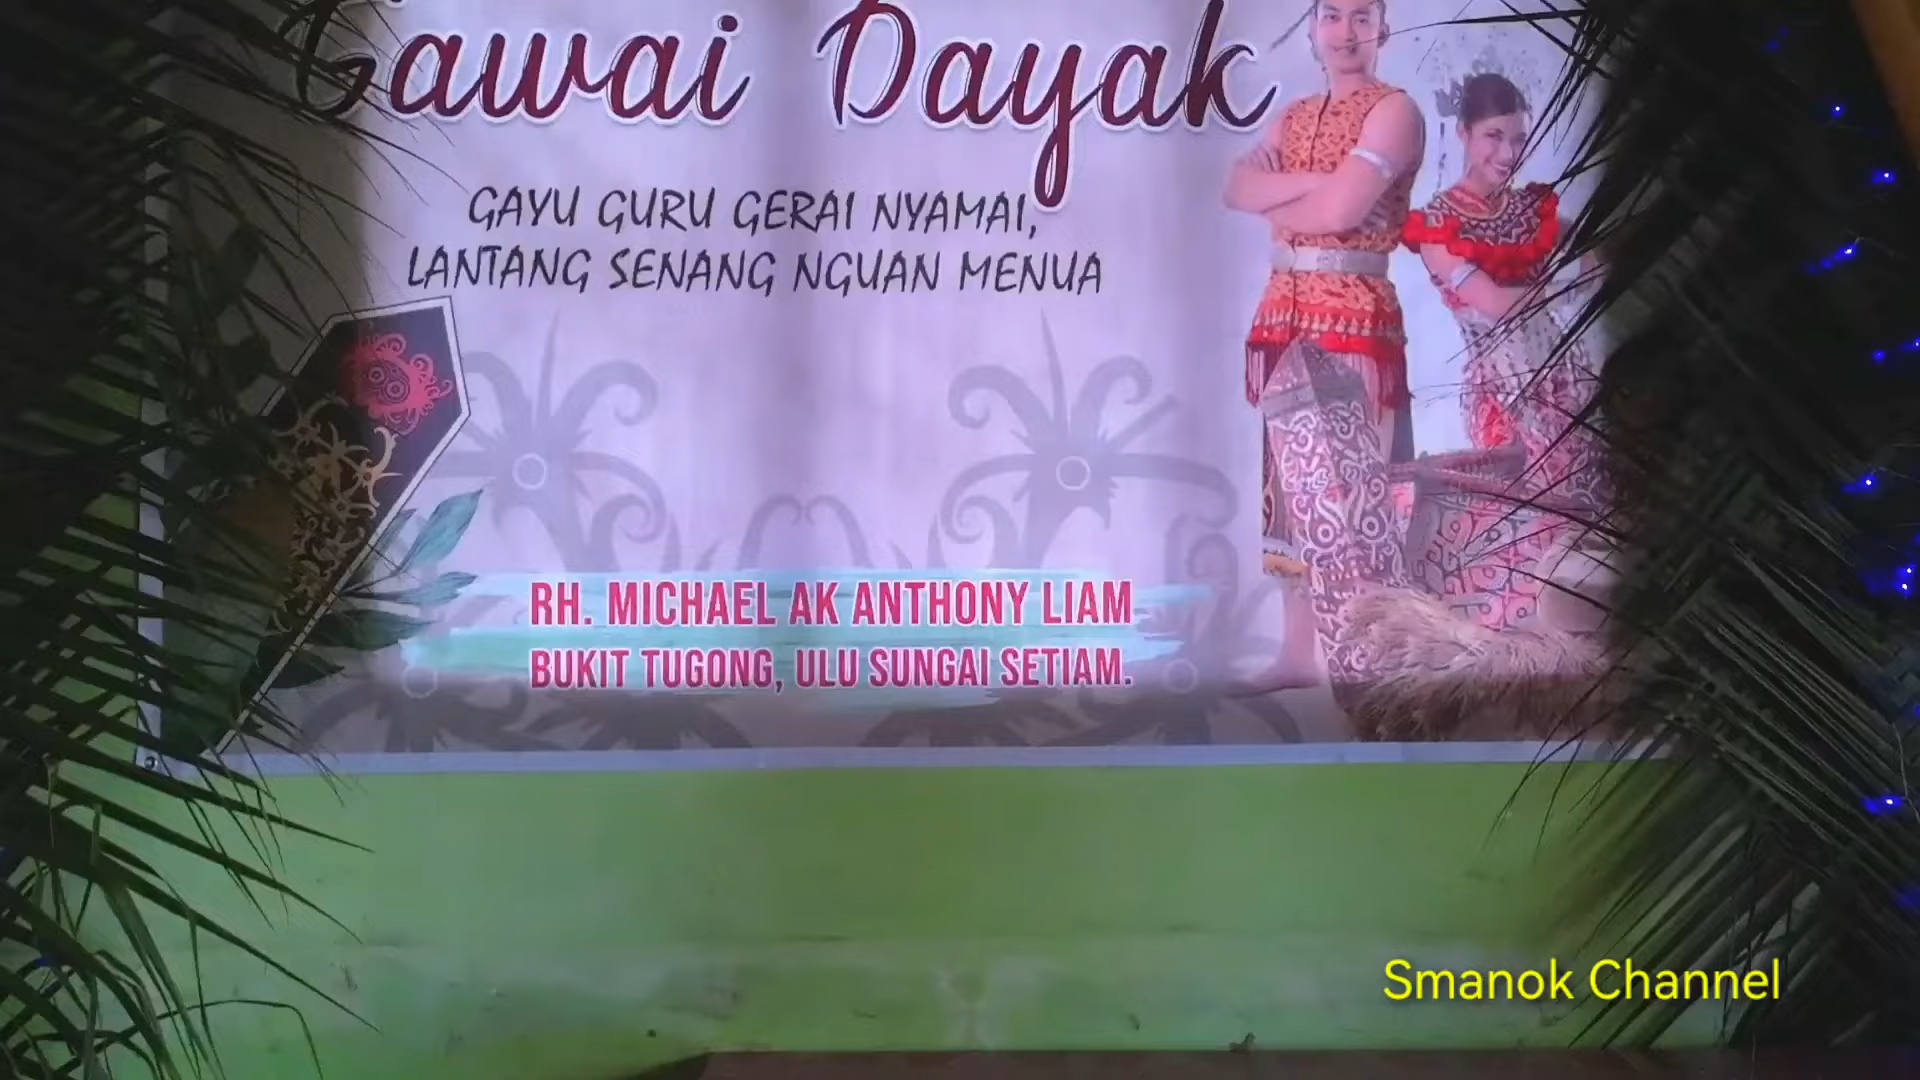 Gawai Dayak
GAYU GURU GERAI NYAMAI,
LANTANG SENANG NGUAN MENUA
RH. MICHAEL AK ANTHONY LIAM
BUKIT TUGONG, ULU SUNGAI SETIAM.
Smanok Channel